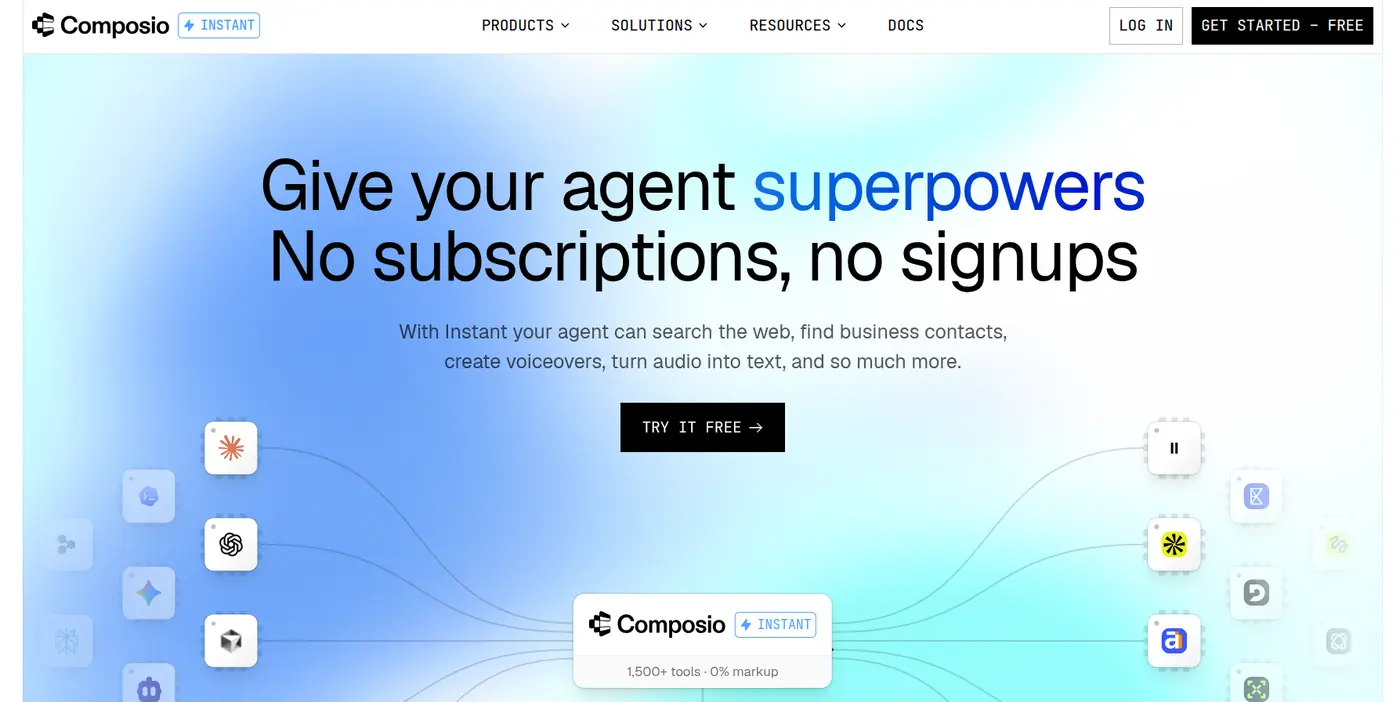 Composio INSTANT
PRODUCTS
SOLUTIONS
RESOURCES
DOCS
LOG IN
GET STARTED – FREE
Give your agent superpowers
No subscriptions, no signups
With Instant your agent can search the web, find business contacts,
create voiceovers, turn audio into text, and so much more.
TRY IT FREE →
Composio INSTANT
1,500+ tools · 0% markup